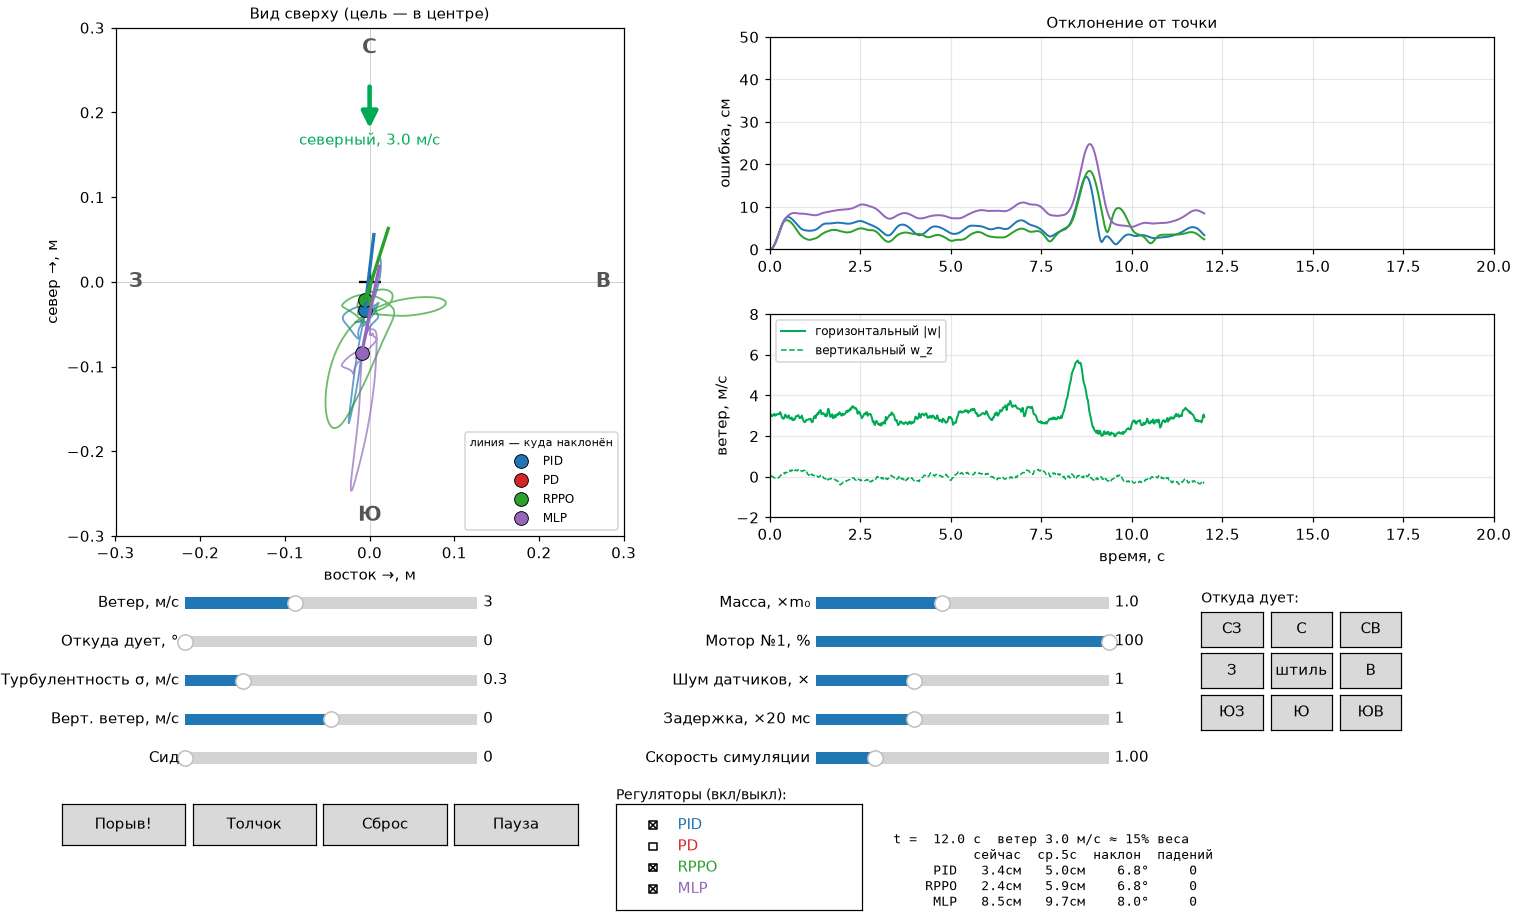 Вид сверху (цель — в центре)
0.3
0.2
0.1
0.0
−0.1
−0.2
−0.3
север →, м
С
северный, 3.0 м/с
З
В
Ю
линия — куда наклонён
PID
PD
RPPO
MLP
−0.3 −0.2 −0.1 0.0 0.1 0.2 0.3
восток →, м
Отклонение от точки
50
40
30
20
10
0
ошибка, см
0.0 2.5 5.0 7.5 10.0 12.5 15.0 17.5 20.0
8
6
4
2
0
−2
ветер, м/с
горизонтальный |w|
вертикальный w_z
0.0 2.5 5.0 7.5 10.0 12.5 15.0 17.5 20.0
время, с
Ветер, м/с 3
Откуда дует, ° 0
Турбулентность σ, м/с 0.3
Верт. ветер, м/с 0
Сид 0
Масса, ×m₀ 1.0
Мотор №1, % 100
Шум датчиков, × 1
Задержка, ×20 мс 1
Скорость симуляции 1.00
Откуда дует:
СЗ С СВ
З штиль В
ЮЗ Ю ЮВ
Порыв! Толчок Сброс Пауза
Регуляторы (вкл/выкл):
PID
PD
RPPO
MLP
t = 12.0 с ветер 3.0 м/с ≈ 15% веса
сейчас ср.5с наклон падений
PID 3.4см 5.0см 6.8° 0
RPPO 2.4см 5.9см 6.8° 0
MLP 8.5см 9.7см 8.0° 0